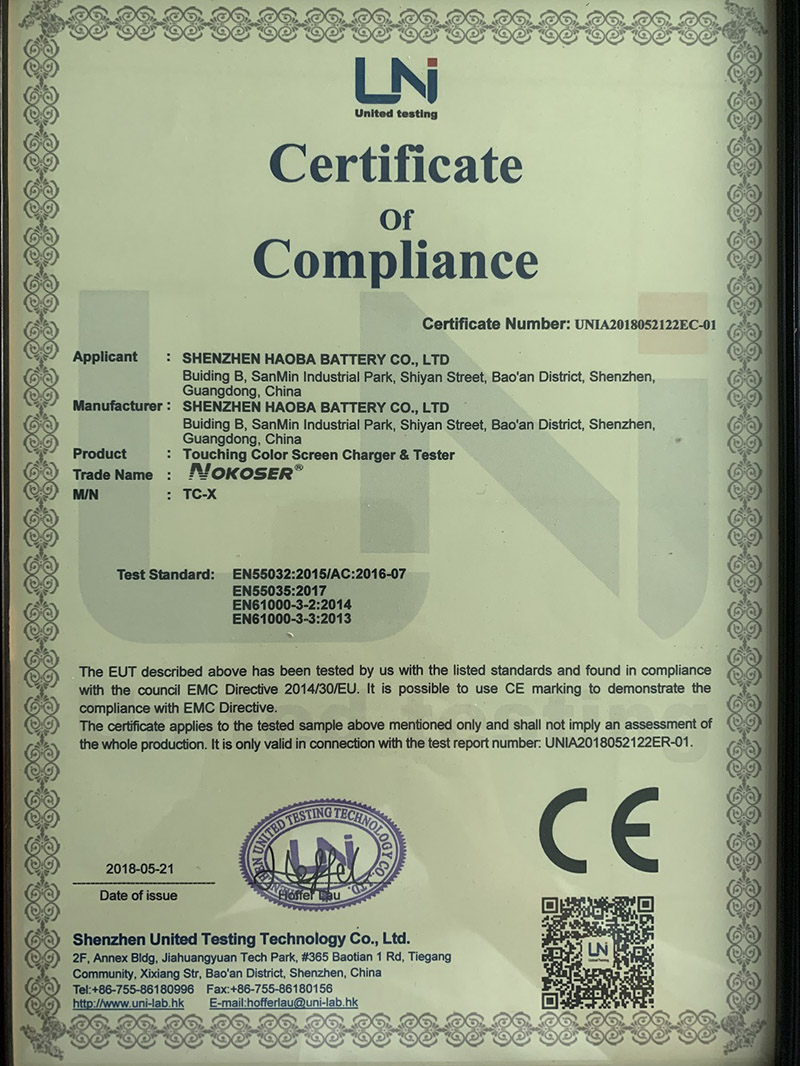 UNi
United testing
Certificate
Of
Compliance
Certificate Number: UNIA2018052122EC-01
Applicant : SHENZHEN HAOBA BATTERY CO., LTD
Buiding B, SanMin Industrial Park, Shiyan Street, Bao'an District, Shenzhen,
Guangdong, China
Manufacturer : SHENZHEN HAOBA BATTERY CO., LTD
Buiding B, SanMin Industrial Park, Shiyan Street, Bao'an District, Shenzhen,
Guangdong, China
Product : Touching Color Screen Charger & Tester
Trade Name : NOKOSER®
M/N : TC-X
Test Standard: EN55032:2015/AC:2016-07
EN55035:2017
EN61000-3-2:2014
EN61000-3-3:2013
The EUT described above has been tested by us with the listed standards and found in compliance
with the council EMC Directive 2014/30/EU. It is possible to use CE marking to demonstrate the
compliance with EMC Directive.
The certificate applies to the tested sample above mentioned only and shall not imply an assessment of
the whole production. It is only valid in connection with the test report number: UNIA2018052122ER-01.
CE
UNITED TESTING TECHNOLOGY CO., LTD.
UNi
2018-05-21
Date of issue
Hoffer Lau
UNi
United Testing
Shenzhen United Testing Technology Co., Ltd.
2F, Annex Bldg, Jiahuangyuan Tech Park, #365 Baotian 1 Rd, Tiegang
Community, Xixiang Str, Bao'an District, Shenzhen, China
Tel:+86-755-86180996 Fax:+86-755-86180156
http://www.uni-lab.hk E-mail:hofferlau@uni-lab.hk